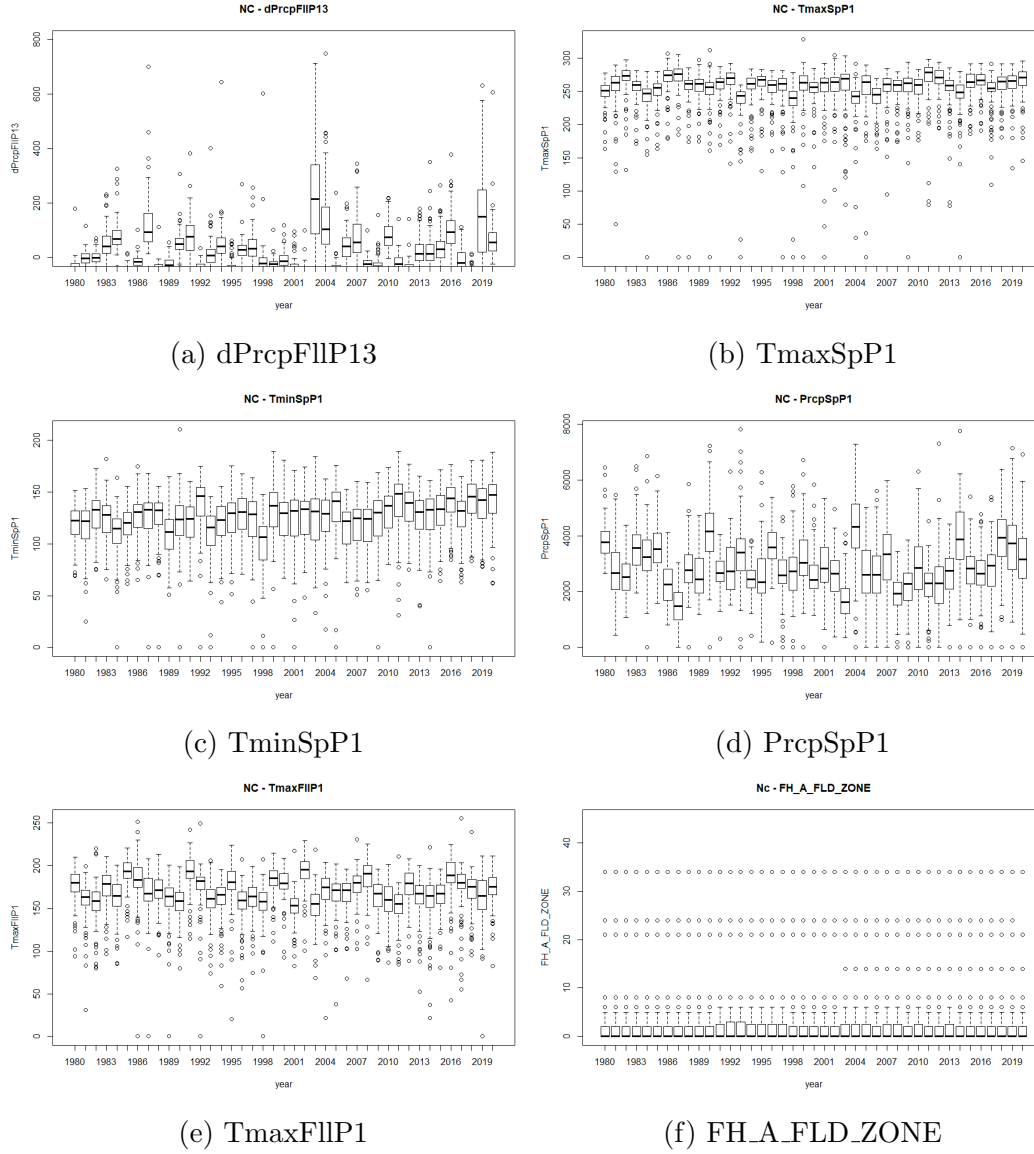 NC - dPrcpFllP13
dPrcpFllP13
0 200 400 600 800
1980 1983 1986 1989 1992 1995 1998 2001 2004 2007 2010 2013 2016 2019
year
(a) dPrcpFllP13
NC - TmaxSpP1
TmaxSpP1
0 50 100 150 200 250 300
1980 1983 1986 1989 1992 1995 1998 2001 2004 2007 2010 2013 2016 2019
year
(b) TmaxSpP1
NC - TminSpP1
TminSpP1
0 50 100 150 200
1980 1983 1986 1989 1992 1995 1998 2001 2004 2007 2010 2013 2016 2019
year
(c) TminSpP1
NC - PrcpSpP1
PrcpSpP1
0 2000 4000 6000 8000
1980 1983 1986 1989 1992 1995 1998 2001 2004 2007 2010 2013 2016 2019
year
(d) PrcpSpP1
NC - TmaxFllP1
TmaxFllP1
0 50 100 150 200 250
1980 1983 1986 1989 1992 1995 1998 2001 2004 2007 2010 2013 2016 2019
year
(e) TmaxFllP1
Nc - FH_A_FLD_ZONE
FH_A_FLD_ZONE
0 10 20 30 40
1980 1983 1986 1989 1992 1995 1998 2001 2004 2007 2010 2013 2016 2019
year
(f) FH_A_FLD_ZONE